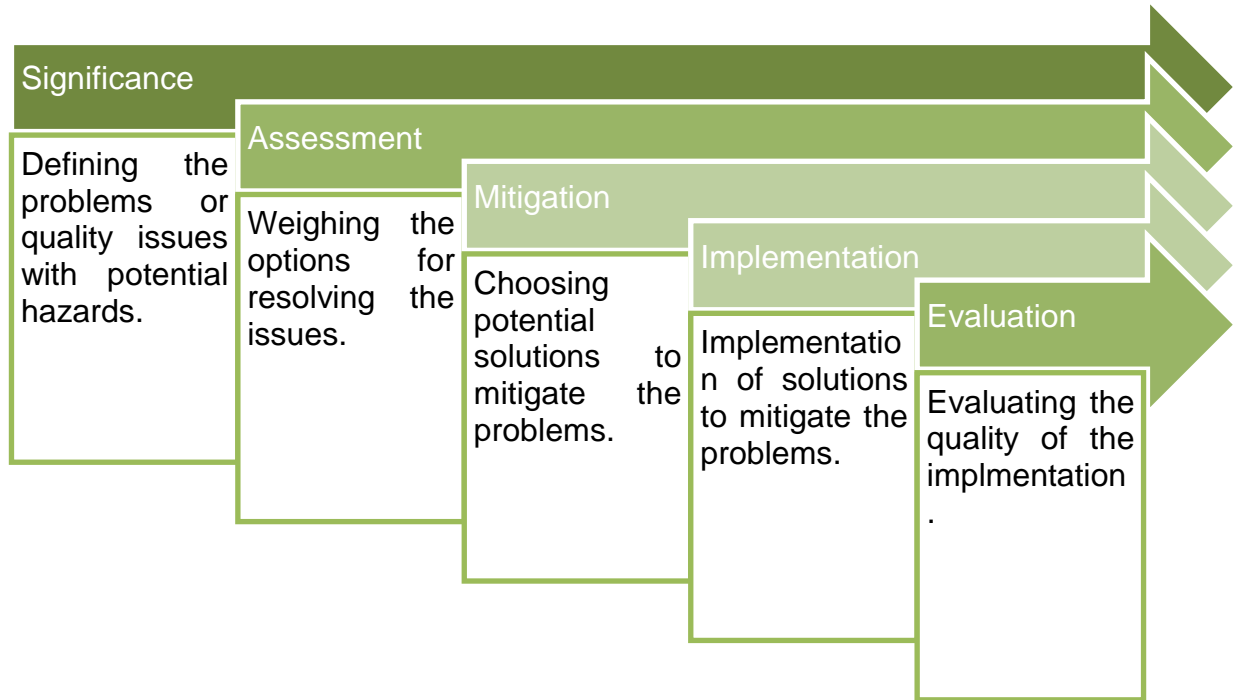 Significance
Defining the
problems or
quality issues
with potential
hazards.
Assessment
Weighing the
options for
resolving the
issues.
Mitigation
Choosing
potential
solutions to
mitigate the
problems.
Implementation
Implementatio
n of solutions
to mitigate the
problems.
Evaluation
Evaluating the
quality of the
implmentation
.